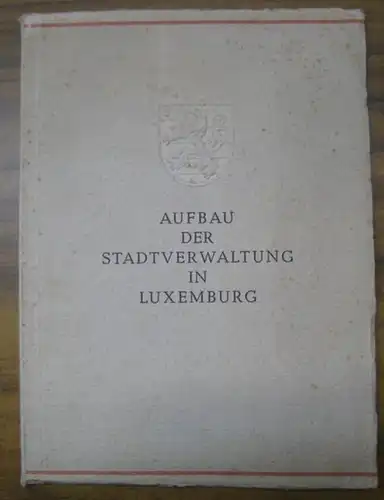 AUFBAU
DER
STADTVERWALTUNG
IN
LUXEMBURG